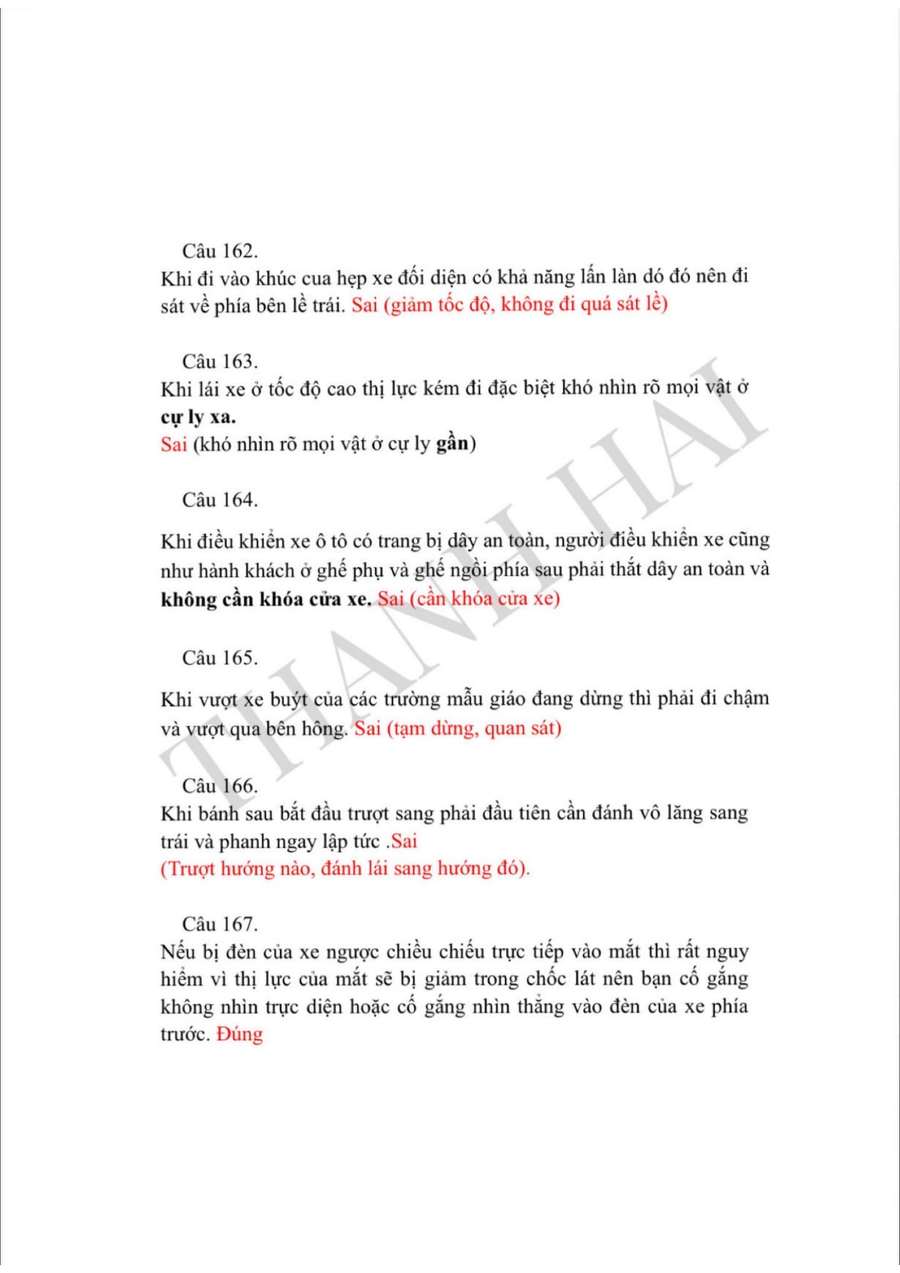 Câu 162.
Khi đi vào khúc cua hẹp xe đối diện có khả năng lấn làn dó đó nên đi
sát về phía bên lề trái. Sai (giảm tốc độ, không đi quá sát lề)
Câu 163.
Khi lái xe ở tốc độ cao thị lực kém đi đặc biệt khó nhìn rõ mọi vật ở
cự ly xa.
Sai (khó nhìn rõ mọi vật ở cự ly gần)
Câu 164.
Khi điều khiển xe ô tô có trang bị dây an toàn, người điều khiển xe cũng
như hành khách ở ghế phụ và ghế ngồi phía sau phải thắt dây an toàn và
không cần khóa cửa xe. Sai (cần khóa cửa xe)
Câu 165.
Khi vượt xe buýt của các trường mẫu giáo đang dừng thì phải đi chậm
và vượt qua bên hông. Sai (tạm dừng, quan sát)
Câu 166.
Khi bánh sau bắt đầu trượt sang phải đầu tiên cần đánh vô lăng sang
trái và phanh ngay lập tức .Sai
(Trượt hướng nào, đánh lái sang hướng đó).
Câu 167.
Nếu bị đèn của xe ngược chiều chiếu trực tiếp vào mắt thì rất nguy
hiểm vì thị lực của mắt sẽ bị giảm trong chốc lát nên bạn cố gắng
không nhìn trực diện hoặc cố gắng nhìn thẳng vào đèn của xe phía
trước. Đúng
THANH HAI